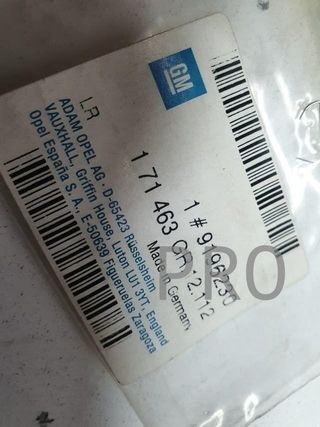 GM
LR
1 # 9196230
1 71 463 GR. 2.112
Made in Germany
ADAM OPEL AG, D-65423 Rüsselsheim
VAUXHALL, Griffin House, Luton LU1 3YT, England
Opel España S. A., E-50639 Figueruelas Zaragoza
PRO